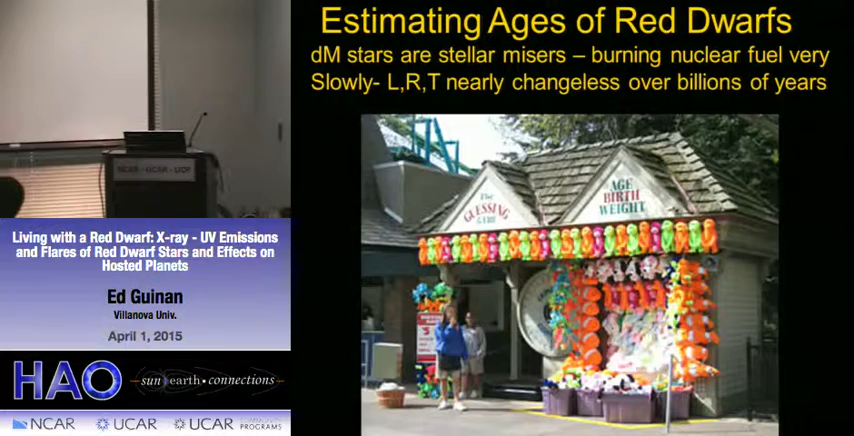 Estimating Ages of Red Dwarfs
dM stars are stellar misers – burning nuclear fuel very
Slowly- L,R,T nearly changeless over billions of years
NCAR - UCAR - UOP
The
GUESSING
GAME
AGE
BIRTH
WEIGHT
Living with a Red Dwarf: X-ray - UV Emissions
and Flares of Red Dwarf Stars and Effects on
Hosted Planets
Ed Guinan
Villanova Univ.
April 1, 2015
HAO
sun earth • connections
NCAR
UCAR
UCAR
PROGRAMS